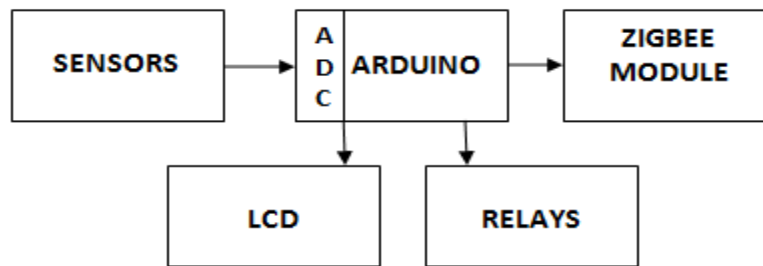 SENSORS
A
D
C
ARDUINO
ZIGBEE
MODULE
LCD
RELAYS